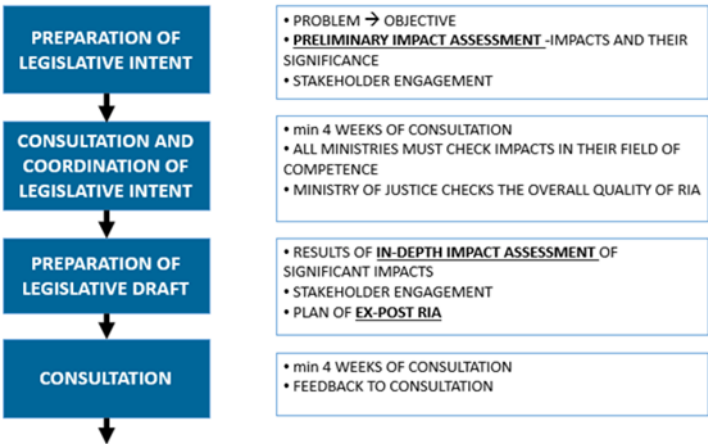 PREPARATION OF
LEGISLATIVE INTENT
• PROBLEM → OBJECTIVE
• PRELIMINARY IMPACT ASSESSMENT -IMPACTS AND THEIR
SIGNIFICANCE
• STAKEHOLDER ENGAGEMENT
CONSULTATION AND
COORDINATION OF
LEGISLATIVE INTENT
• min 4 WEEKS OF CONSULTATION
• ALL MINISTRIES MUST CHECK IMPACTS IN THEIR FIELD OF
COMPETENCE
• MINISTRY OF JUSTICE CHECKS THE OVERALL QUALITY OF RIA
PREPARATION OF
LEGISLATIVE DRAFT
• RESULTS OF IN-DEPTH IMPACT ASSESSMENT OF
SIGNIFICANT IMPACTS
• STAKEHOLDER ENGAGEMENT
• PLAN OF EX-POST RIA
CONSULTATION
• min 4 WEEKS OF CONSULTATION
• FEEDBACK TO CONSULTATION